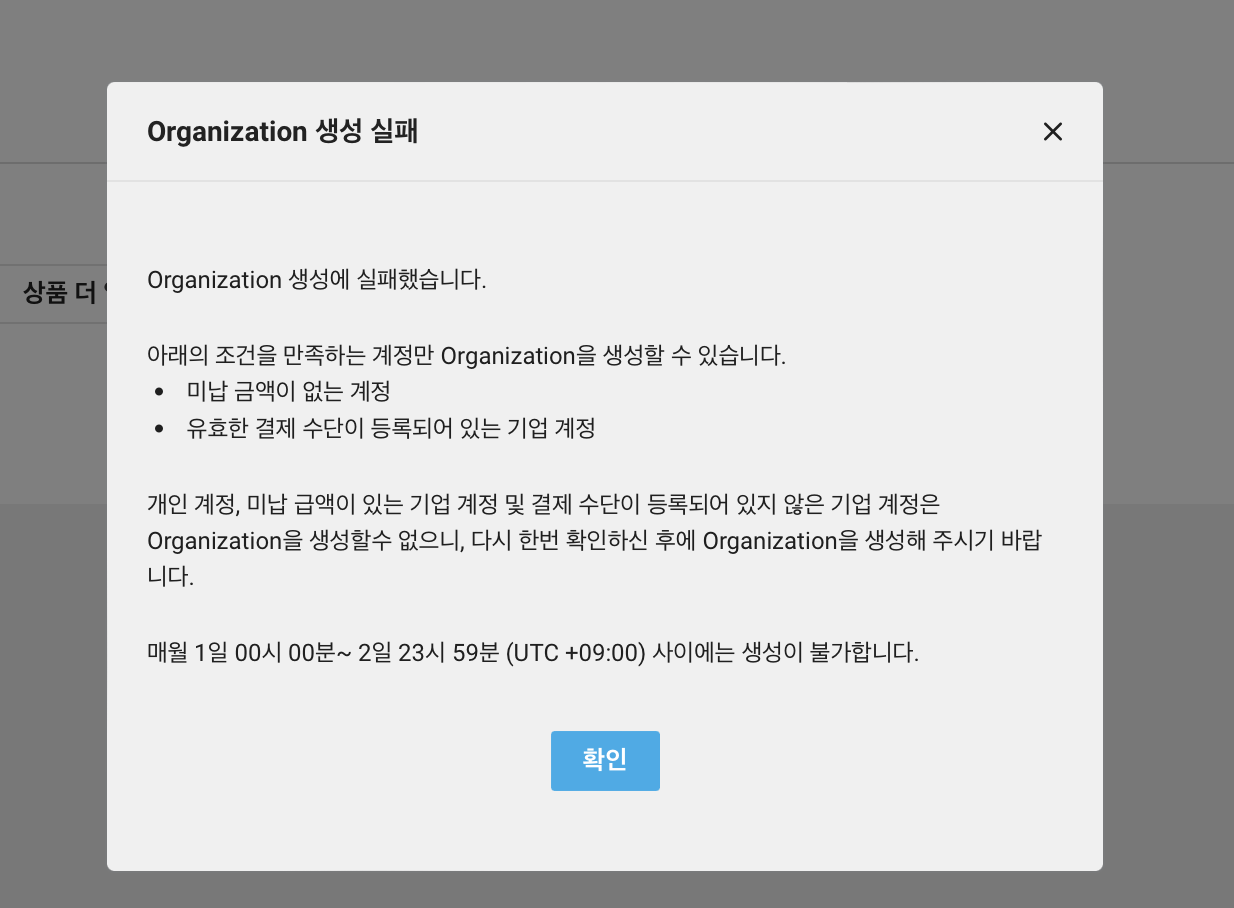 Organization 생성 실패
Organization 생성에 실패했습니다.
아래의 조건을 만족하는 계정만 Organization을 생성할 수 있습니다.
• 미납 금액이 없는 계정
• 유효한 결제 수단이 등록되어 있는 기업 계정
개인 계정, 미납 급액이 있는 기업 계정 및 결제 수단이 등록되어 있지 않은 기업 계정은
Organization을 생성할수 없으니, 다시 한번 확인하신 후에 Organization을 생성해 주시기 바랍
니다.
매월 1일 00시 00분~ 2일 23시 59분 (UTC +09:00) 사이에는 생성이 불가합니다.
확인
상품 더